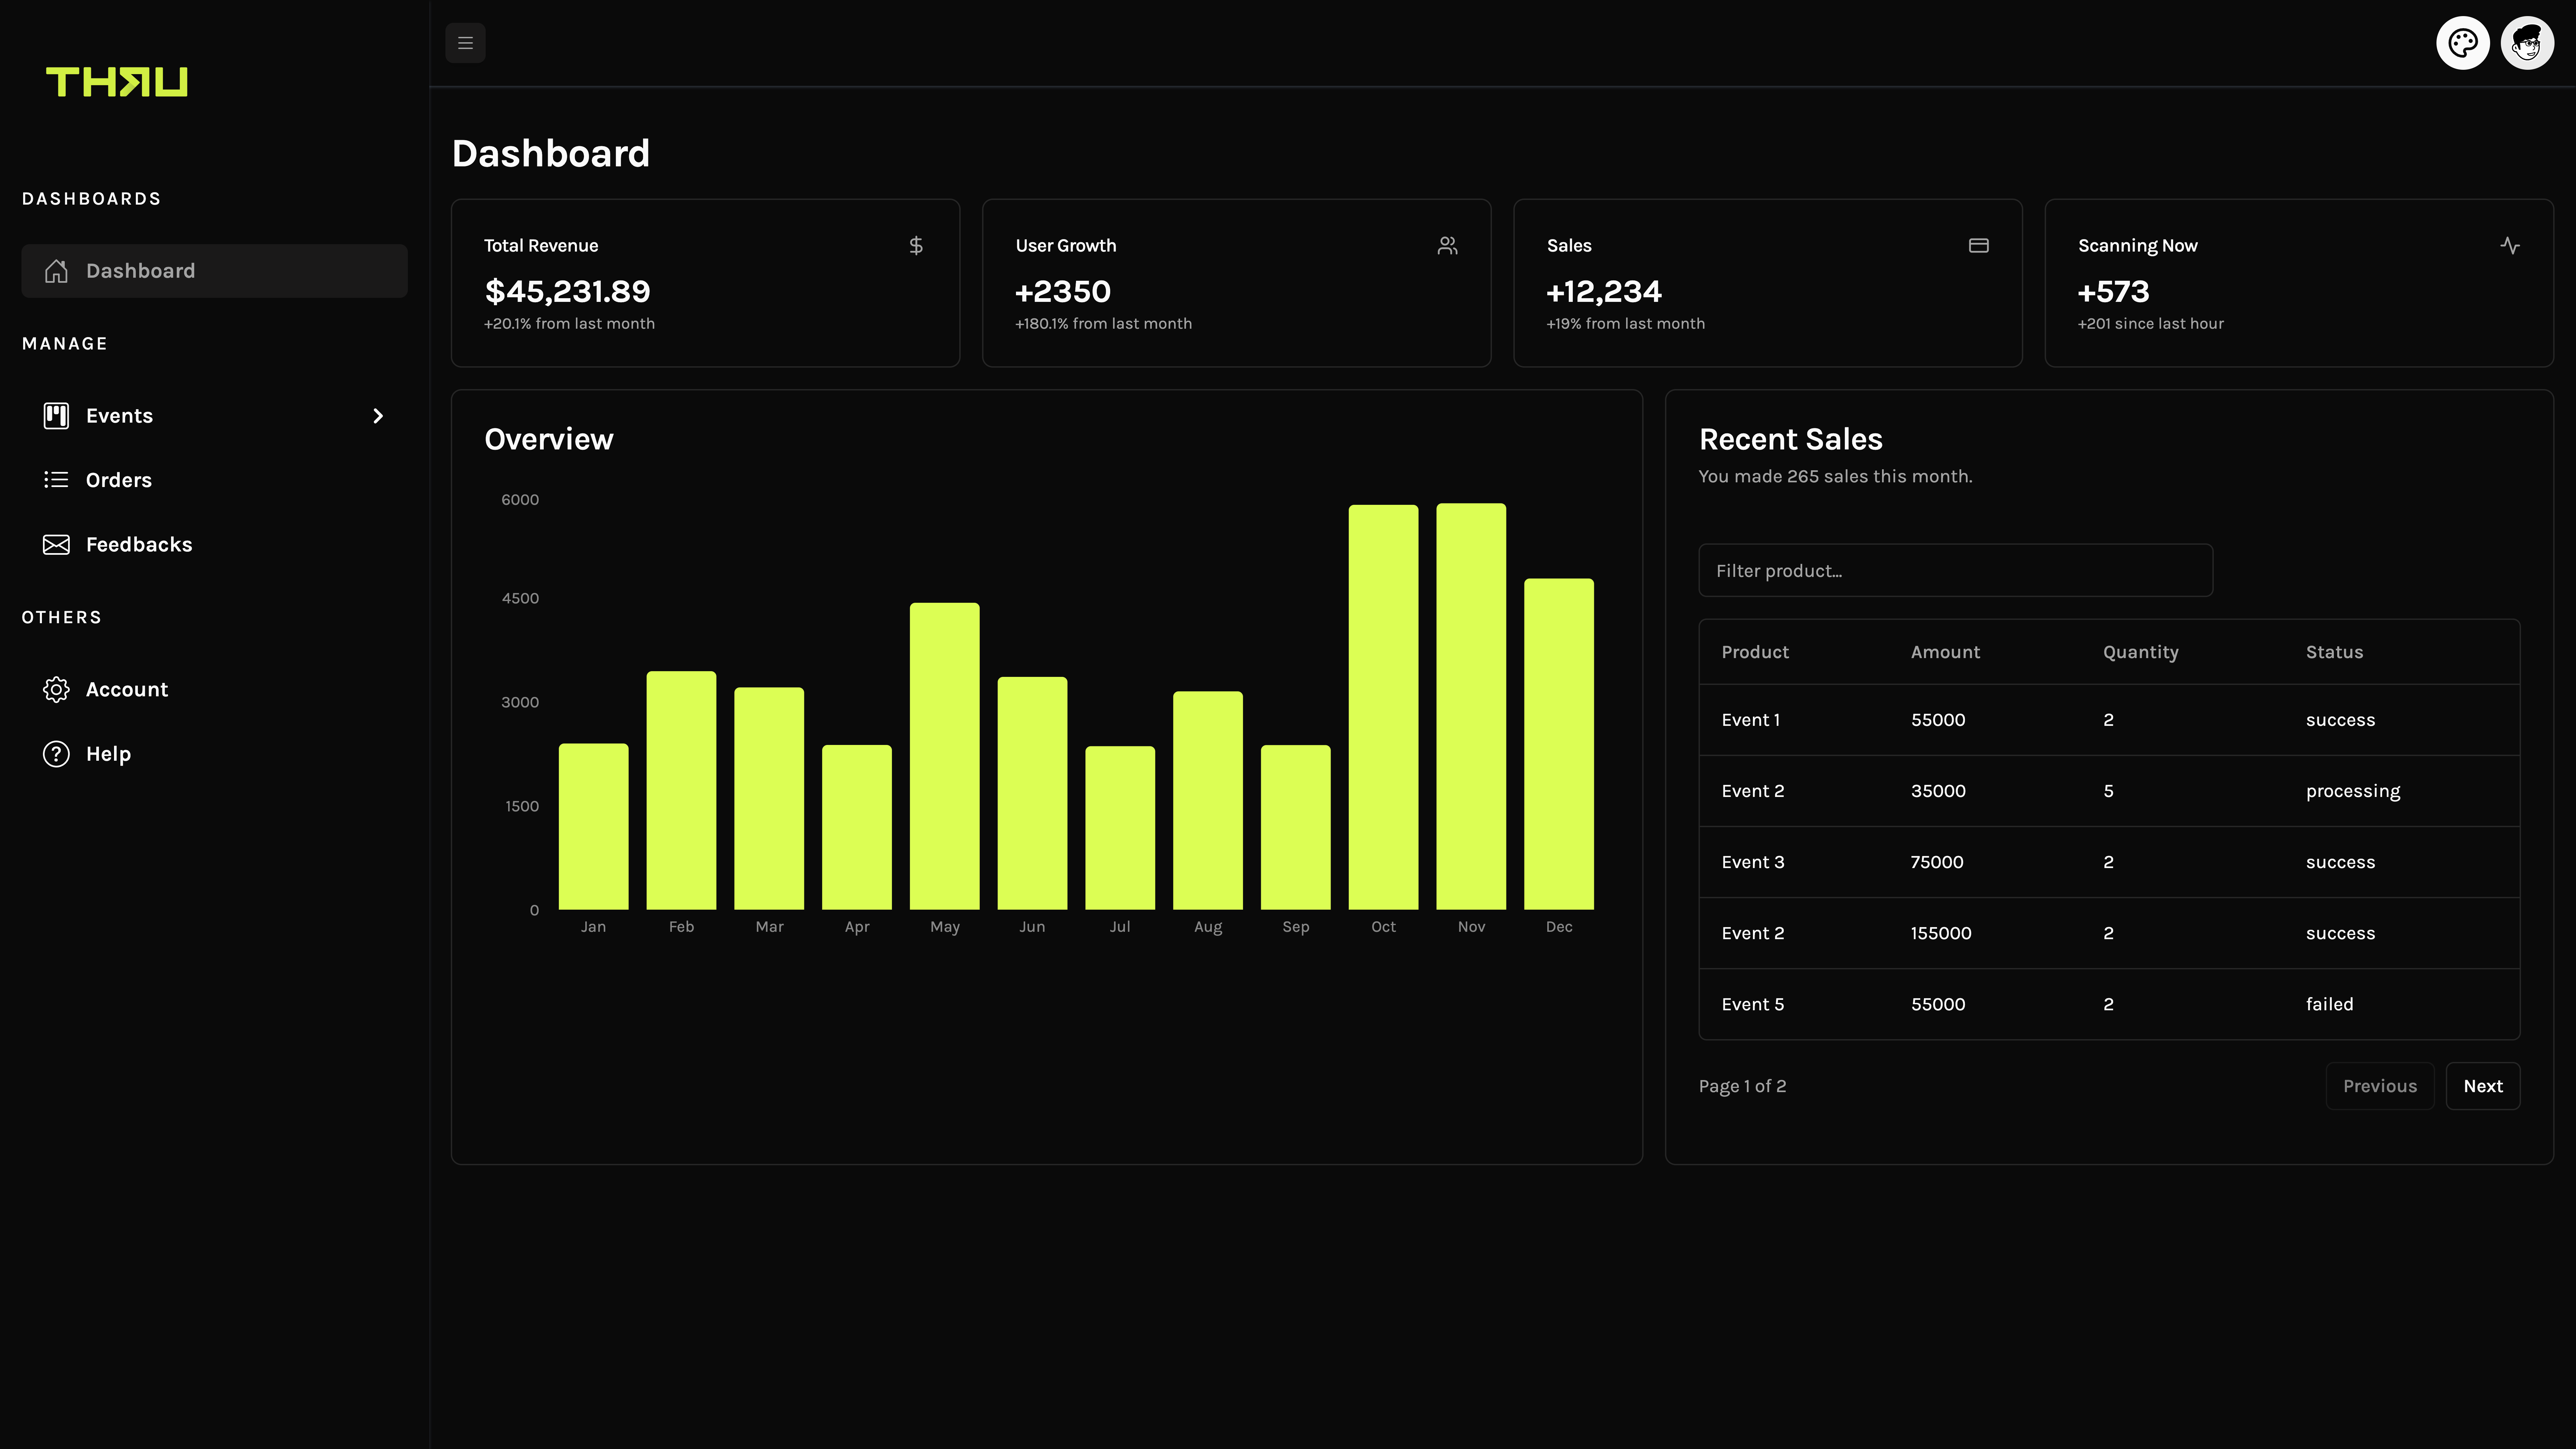 THRU
DASHBOARDS
Dashboard
MANAGE
Events
Orders
Feedbacks
OTHERS
Account
Help
Dashboard
Total Revenue
$45,231.89
+20.1% from last month
User Growth
+2350
+180.1% from last month
Sales
+12,234
+19% from last month
Scanning Now
+573
+201 since last hour
Overview
6000
4500
3000
1500
0
Jan Feb Mar Apr May Jun Jul Aug Sep Oct Nov Dec
Recent Sales
You made 265 sales this month.
Filter product...
Product Amount Quantity Status
Event 1 55000 2 success
Event 2 35000 5 processing
Event 3 75000 2 success
Event 2 155000 2 success
Event 5 55000 2 failed
Page 1 of 2 Previous Next